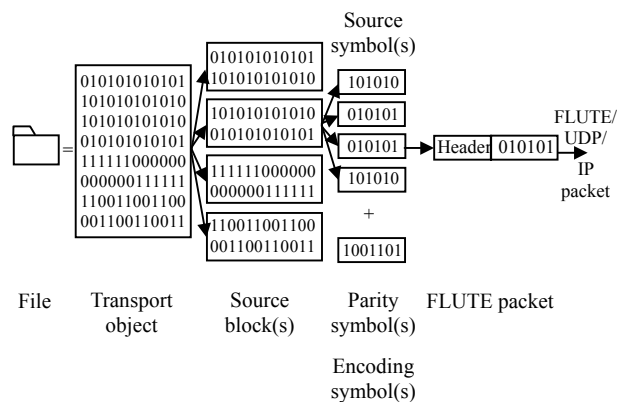 Source
symbol(s)
=
010101010101
101010101010
101010101010
010101010101
111111000000
000000111111
110011001100
001100110011
010101010101
101010101010
101010101010
010101010101
111111000000
000000111111
110011001100
001100110011
101010
010101
010101
101010
+
1001101
Header 010101
FLUTE/
UDP/
IP
packet
File
Transport
object
Source
block(s)
Parity
symbol(s)
FLUTE packet
Encoding
symbol(s)